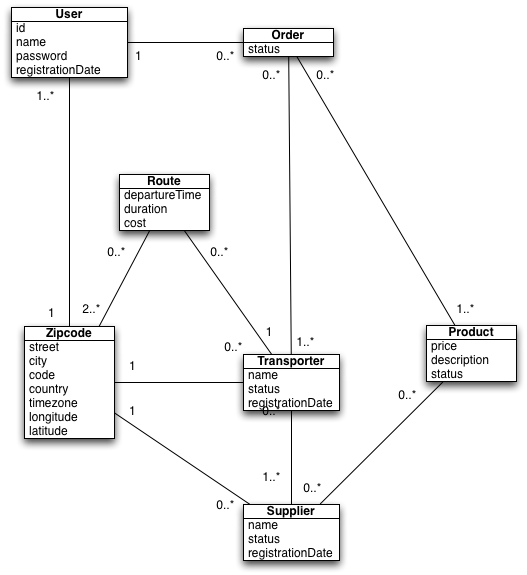 User
id
name
password
registrationDate
1
0..*
Order
status
0..*
0..*
1..*
Route
departureTime
duration
cost
0..*
0..*
1
2..*
1
1..*
1..*
0..*
Zipcode
street
city
code
country
timezone
longitude
latitude
1
1
Transporter
name
status
registrationDate
0..*
Product
price
description
status
0..*
1..*
0..*
0..*
Supplier
name
status
registrationDate